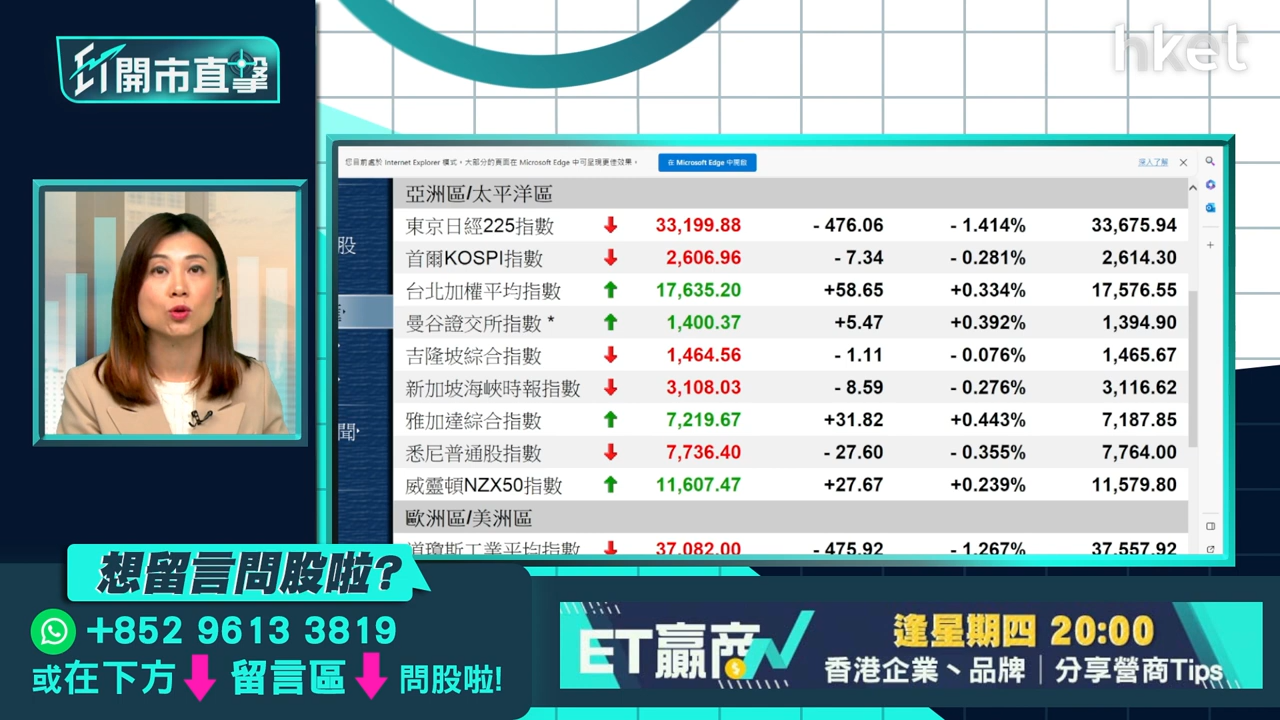 ET開市直擊
hket
您目前處於 Internet Explorer 模式。大部分的頁面在 Microsoft Edge 中可呈現更佳效果。 在 Microsoft Edge 中開啟 深入了解
股
聞
亞洲區/太平洋區
東京日經225指數 33,199.88 - 476.06 - 1.414% 33,675.94
首爾KOSPI指數 2,606.96 - 7.34 - 0.281% 2,614.30
台北加權平均指數 17,635.20 +58.65 +0.334% 17,576.55
曼谷證交所指數 * 1,400.37 +5.47 +0.392% 1,394.90
吉隆坡綜合指數 1,464.56 - 1.11 - 0.076% 1,465.67
新加坡海峽時報指數 3,108.03 - 8.59 - 0.276% 3,116.62
雅加達綜合指數 7,219.67 +31.82 +0.443% 7,187.85
悉尼普通股指數 7,736.40 - 27.60 - 0.355% 7,764.00
威靈頓NZX50指數 11,607.47 +27.67 +0.239% 11,579.80
歐洲區/美洲區
道瓊斯工業平均指數 37,082.00 - 475.92 - 1.267% 37,557.92
想留言問股啦?
+852 9613 3819
或在下方 留言區 問股啦!
ET贏商
逢星期四 20:00
香港企業、品牌｜分享營商Tips